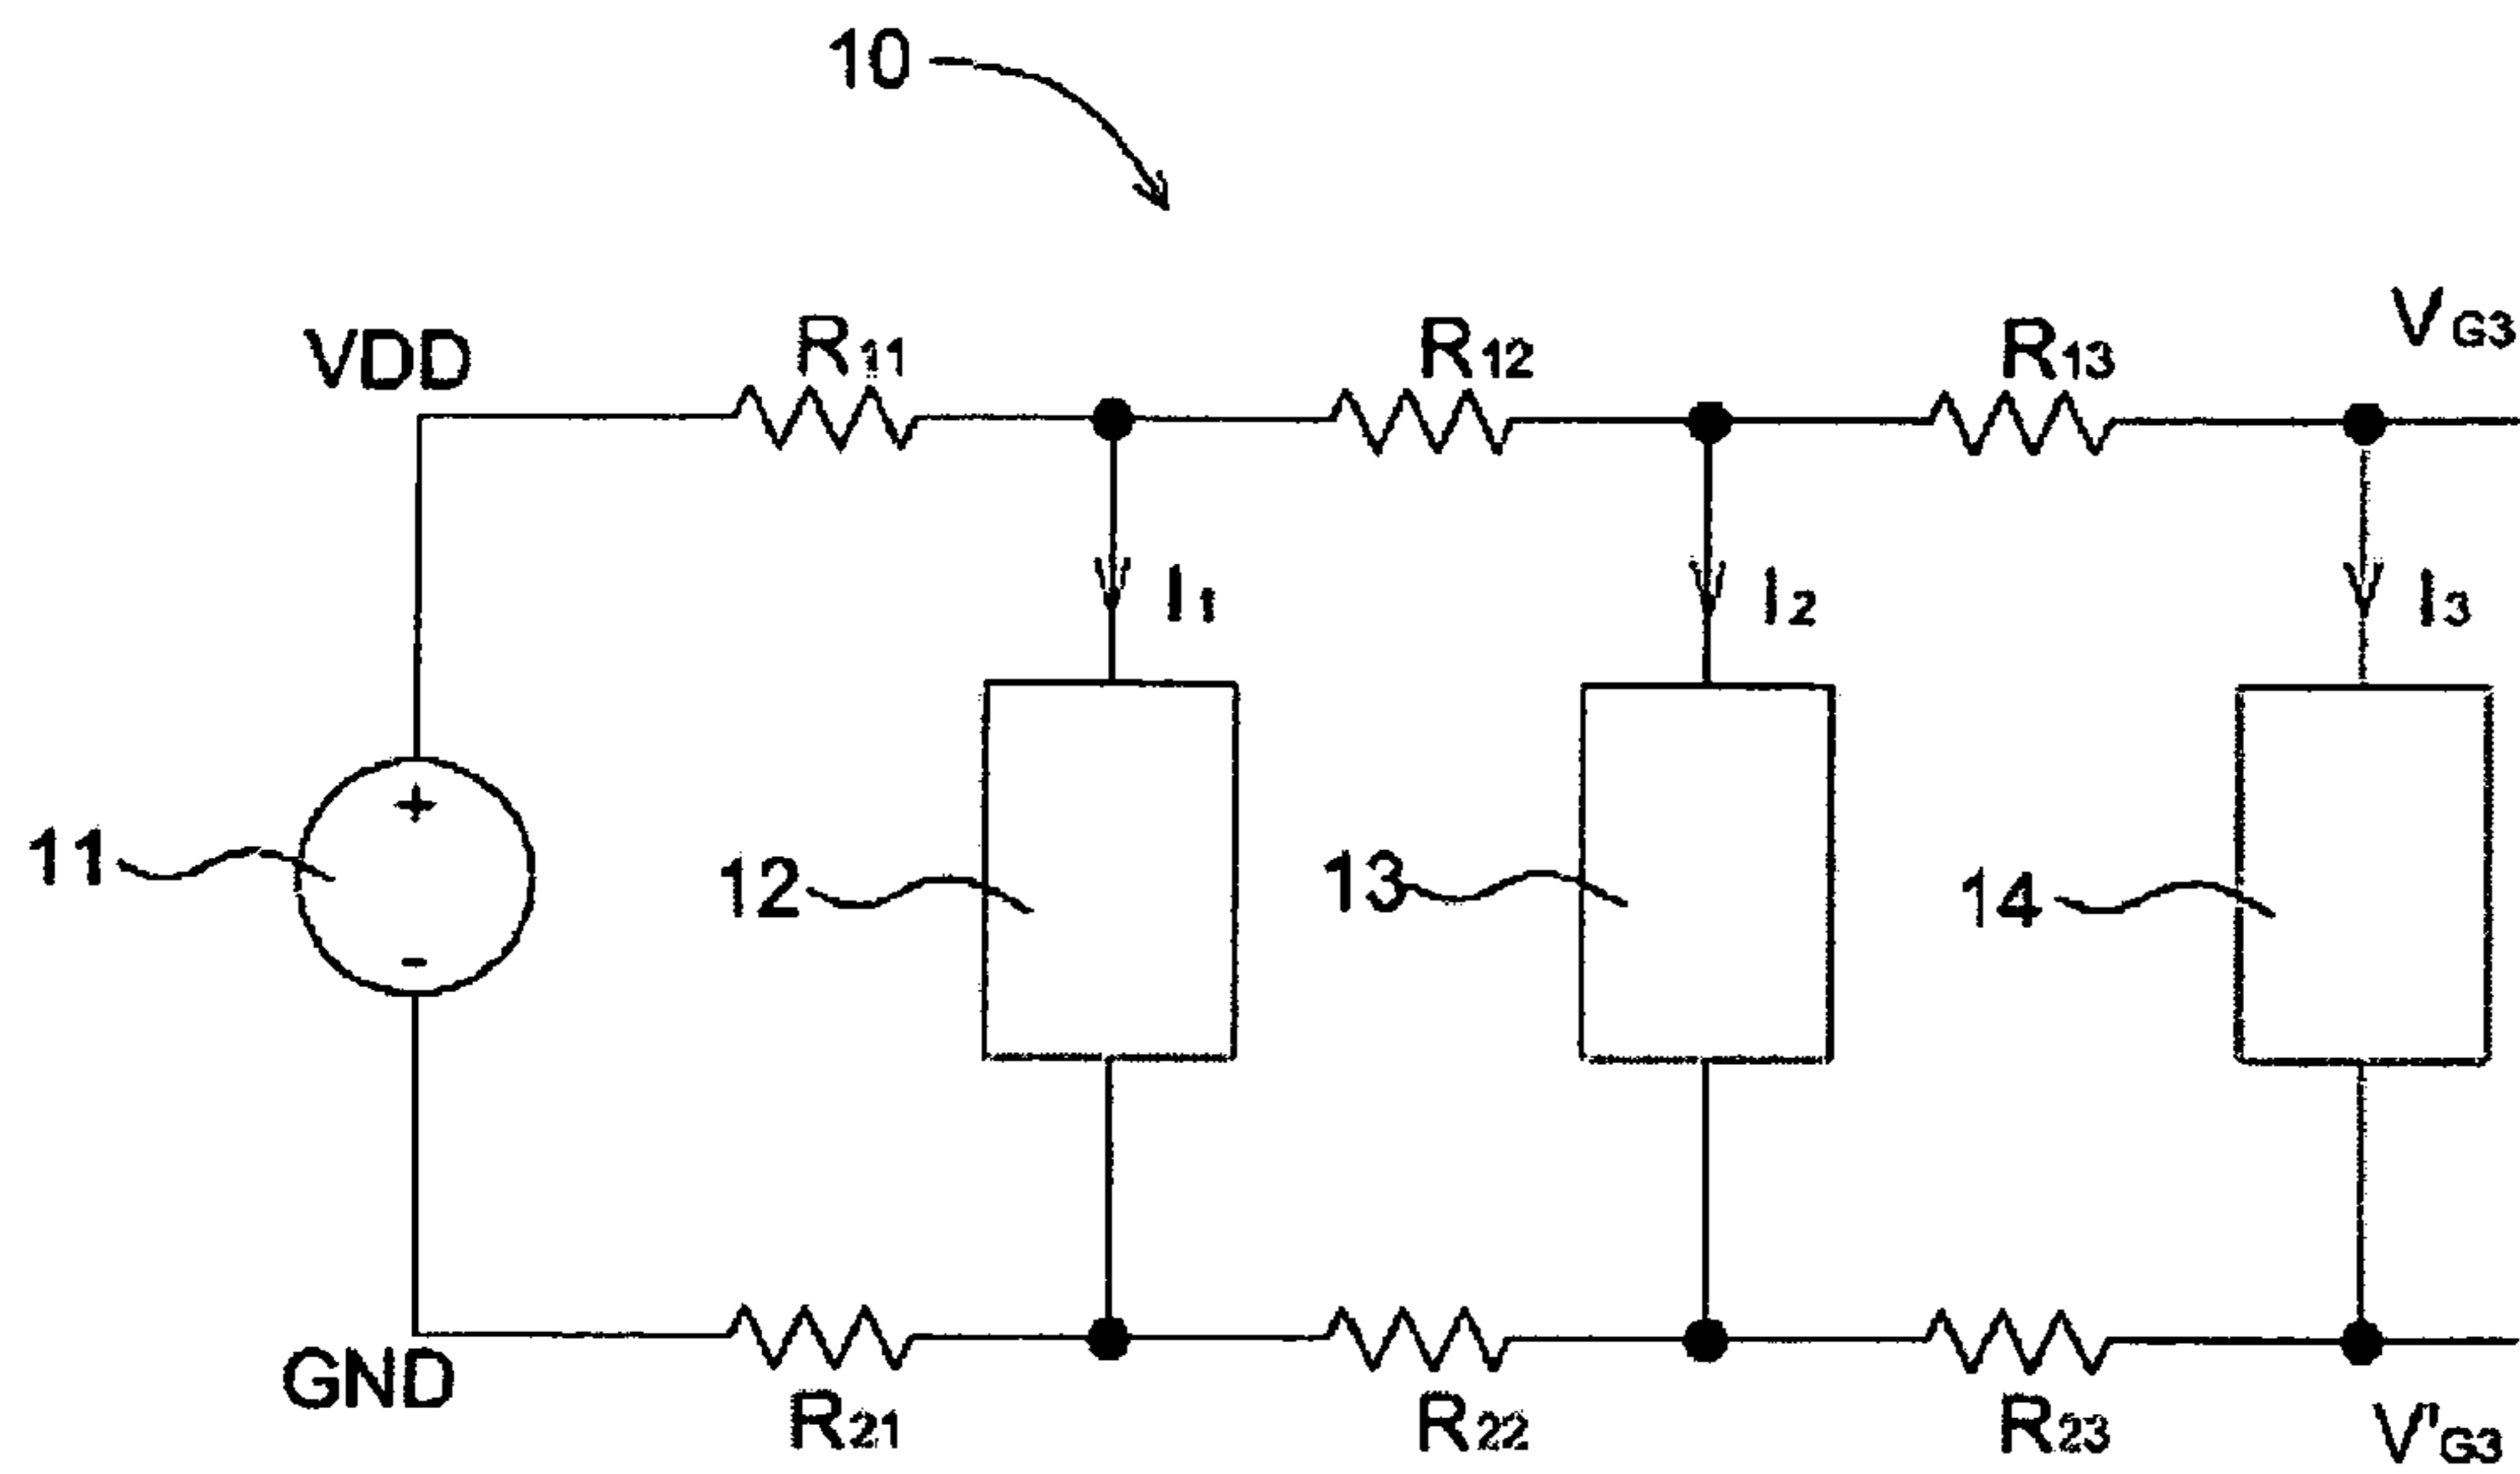 10
VDD R11 R12 R13 VG3
I1 I2 I3
+
11 12 13 14
-
GND R21 R22 R23 V'G3